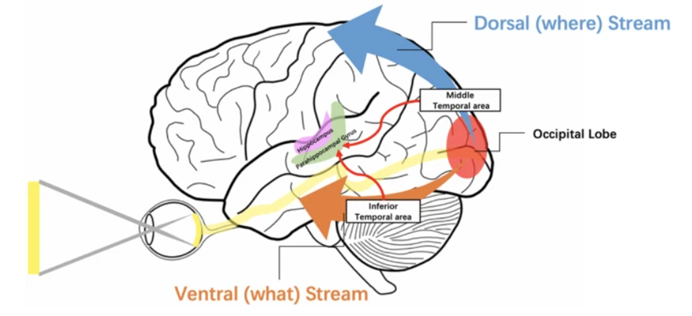 Dorsal (where) Stream
Middle
Temporal area
Occipital Lobe
Hippocampus
Parahippocampal Gyrus
Inferior
Temporal area
Ventral (what) Stream